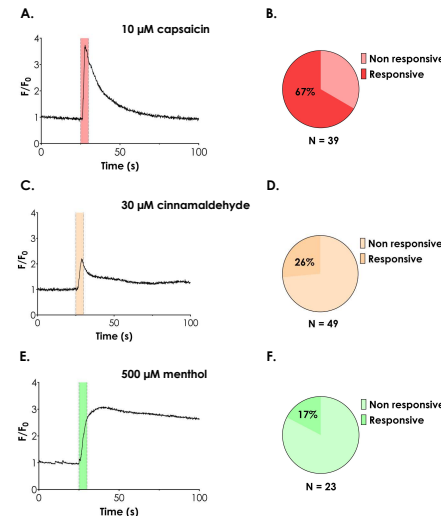 A.
10 µM capsaicin
F/F0
4
3
2
1
0
0
50
100
Time (s)
B.
67%
Non responsive
Responsive
N = 39
C.
30 µM cinnamaldehyde
F/F0
4
3
2
1
0
0
50
100
Time (s)
D.
26%
Non responsive
Responsive
N = 49
E.
500 µM menthol
F/F0
4
3
2
1
0
0
50
100
Time (s)
F.
17%
Non responsive
Responsive
N = 23